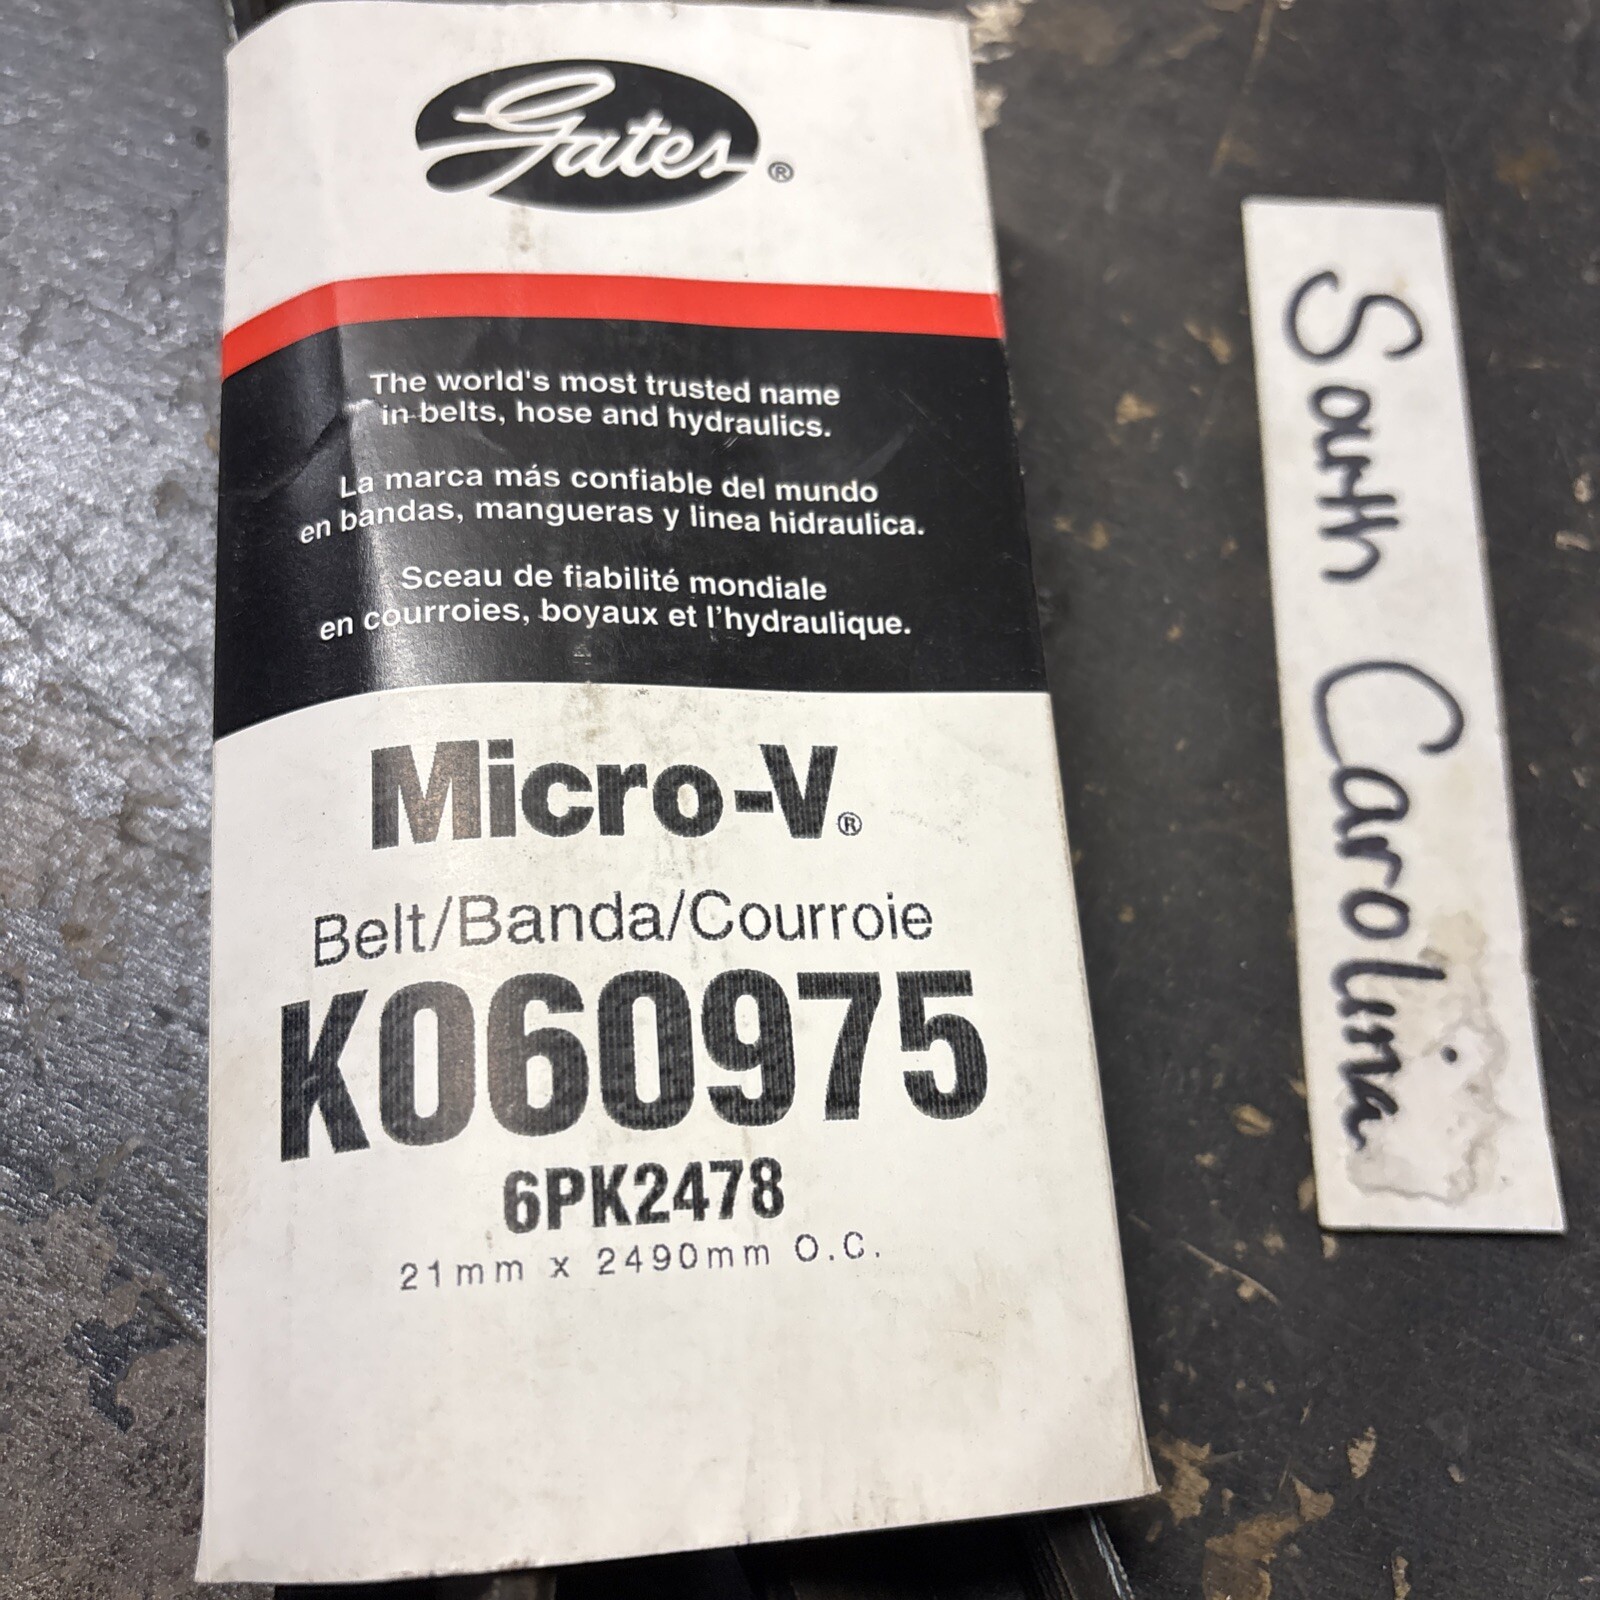 Gates®
The world's most trusted name
in belts, hose and hydraulics.
La marca más confiable del mundo
en bandas, mangueras y linea hidraulica.
Sceau de fiabilité mondiale
en courroies, boyaux et l'hydraulique.
Micro-V®
Belt/Banda/Courroie
K060975
6PK2478
21mm x 2490mm O.C.
South Carolina